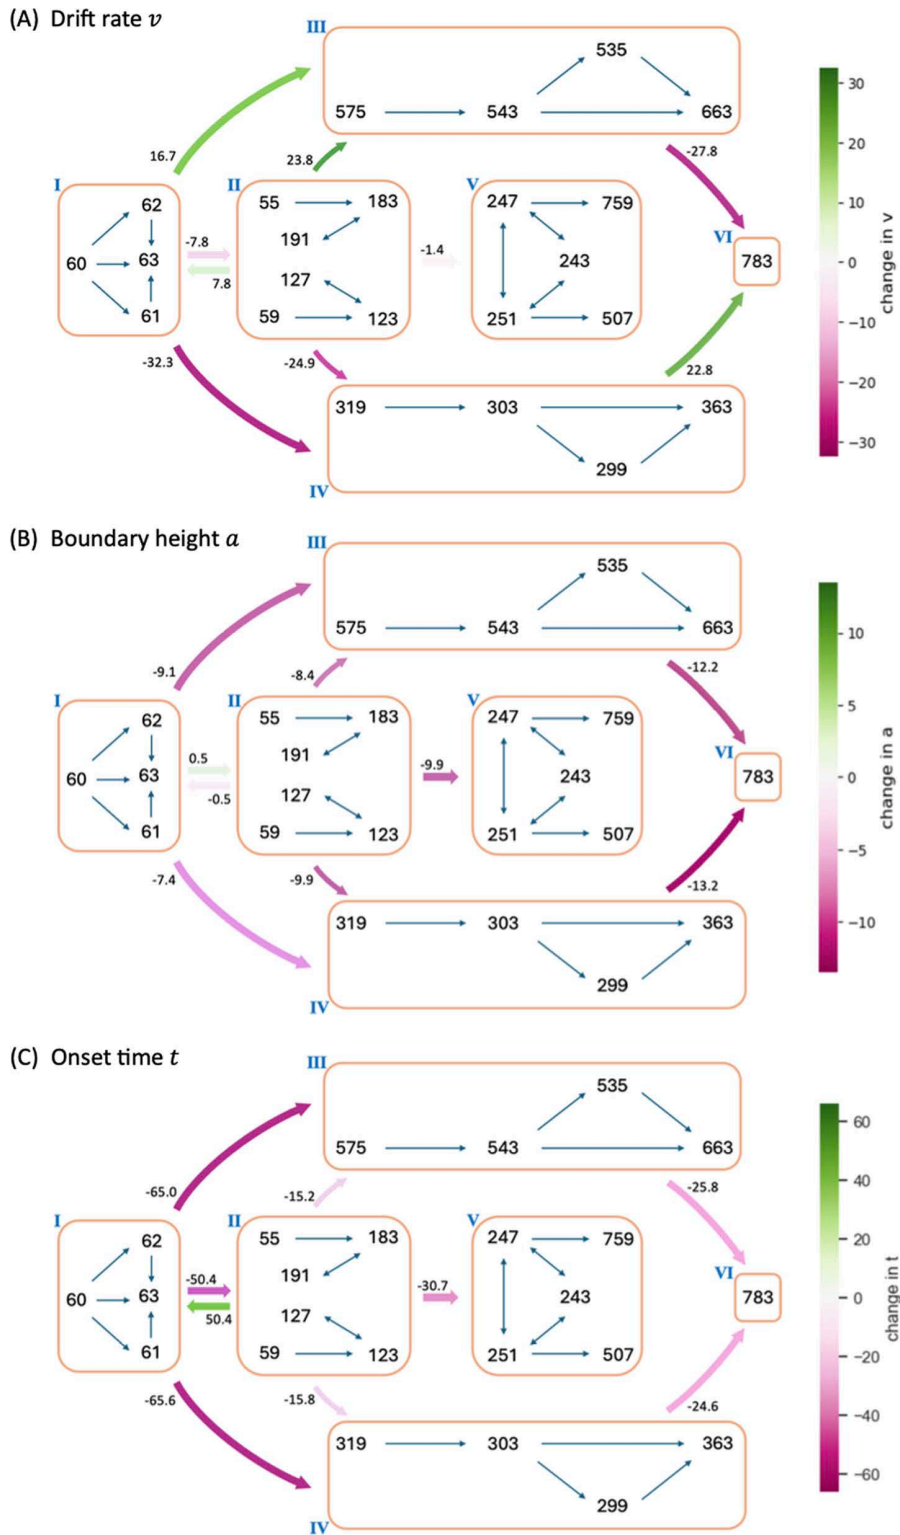 (A) Drift rate v
III
535
575 543 663
30
20
10
0
-10
-20
-30
change in v
16.7
23.8
-27.8
I
62
60 63
61
-7.8
7.8
II
55 183
191
127
59 123
-1.4
V
247 759
243
251 507
VI
783
-32.3
-24.9
22.8
319 303 363
299
IV
(B) Boundary height a
III
535
575 543 663
10
5
0
-5
-10
change in a
-9.1
-8.4
-12.2
I
62
60 63
61
0.5
-0.5
II
55 183
191
127
59 123
-9.9
V
247 759
243
251 507
VI
783
-7.4
-9.9
-13.2
319 303 363
299
IV
(C) Onset time t
III
535
575 543 663
60
40
20
0
-20
-40
-60
change in t
-65.0
-15.2
-25.8
I
62
60 63
61
-50.4
50.4
II
55 183
191
127
59 123
-30.7
V
247 759
243
251 507
VI
783
-65.6
-15.8
-24.6
319 303 363
299
IV